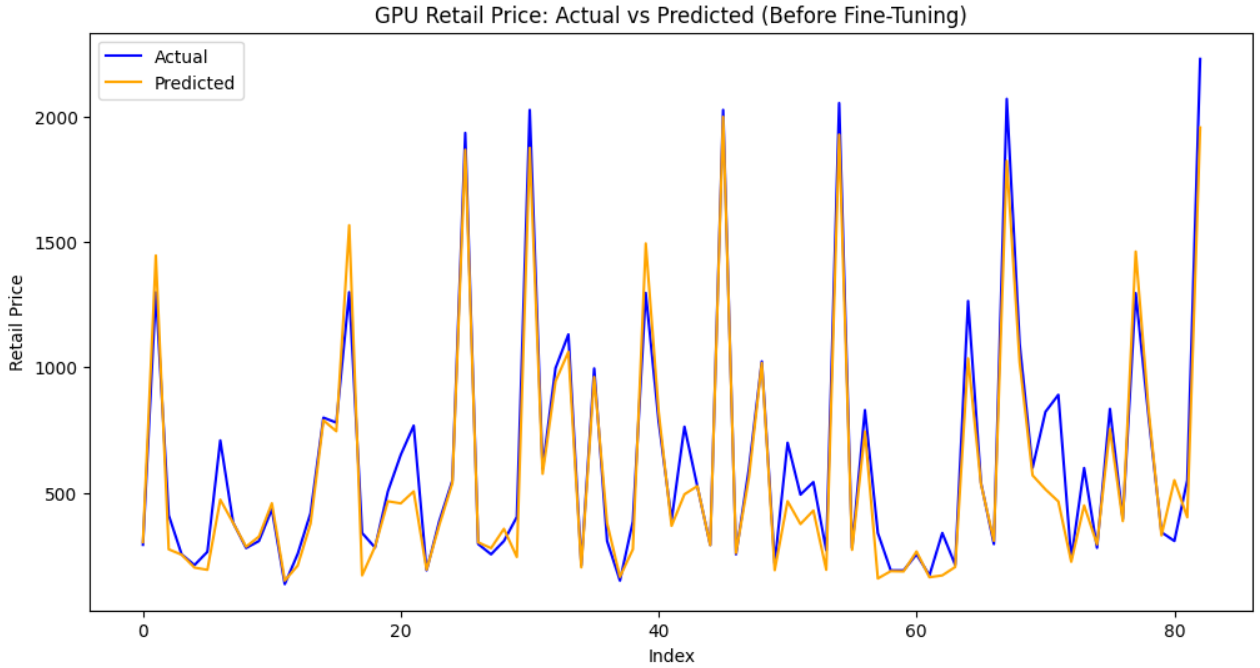 GPU Retail Price: Actual vs Predicted (Before Fine-Tuning)
Actual
Predicted
Retail Price
2000
1500
1000
500
0 20 40 60 80
Index